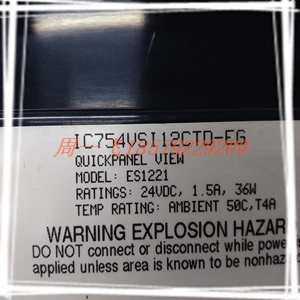 IC754VSI12CTD-EG
QUICKPANEL VIEW
MODEL: ES1221
RATINGS: 24VDC, 1.5A, 36W
TEMP RATING: AMBIENT 50C, T4A
WARNING EXPLOSION HAZAR
DO NOT connect or disconnect while powe
applied unless area is known to be nonhaza